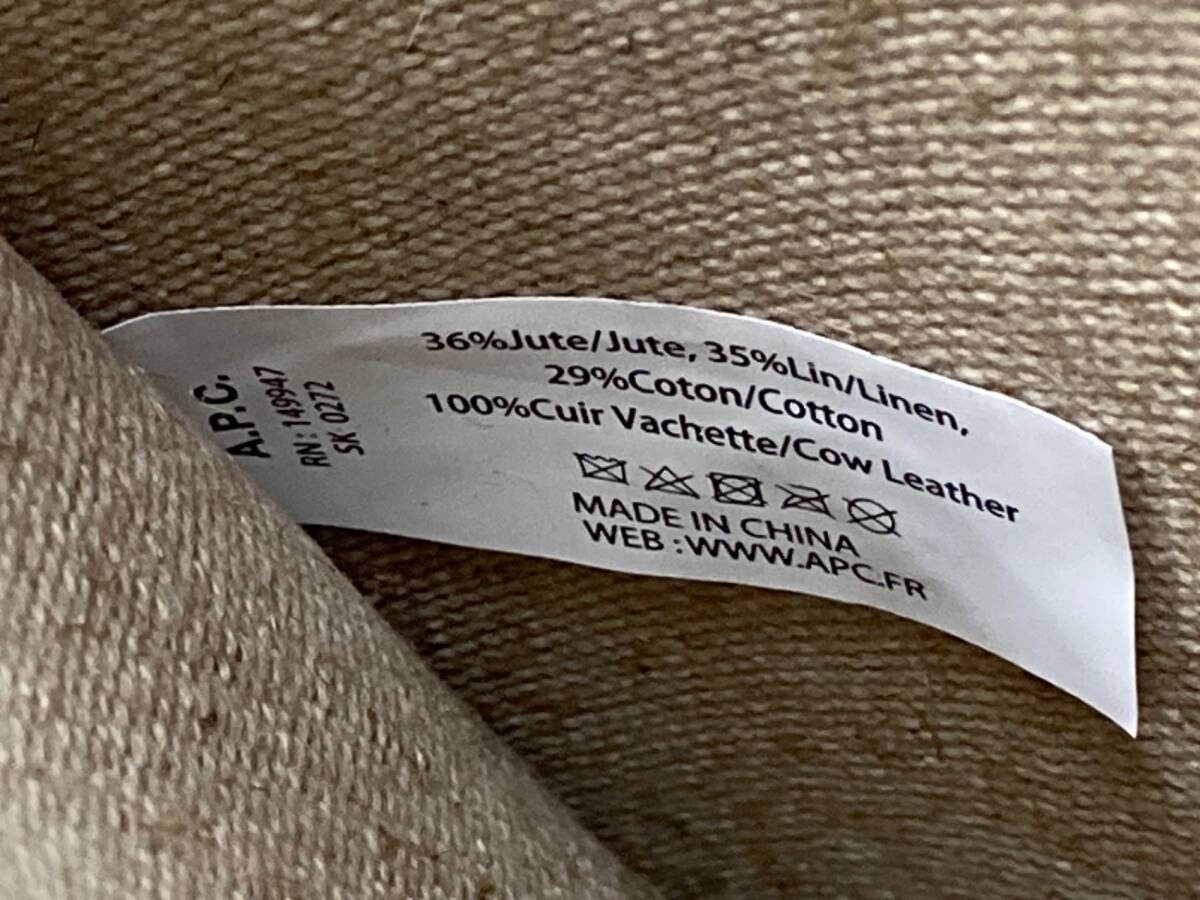 A.P.C.
RN: 149947
SK 0272
36%Jute/Jute, 35%Lin/Linen,
29%Coton/Cotton
100%Cuir Vachette/Cow Leather
MADE IN CHINA
WEB :WWW.APC.FR